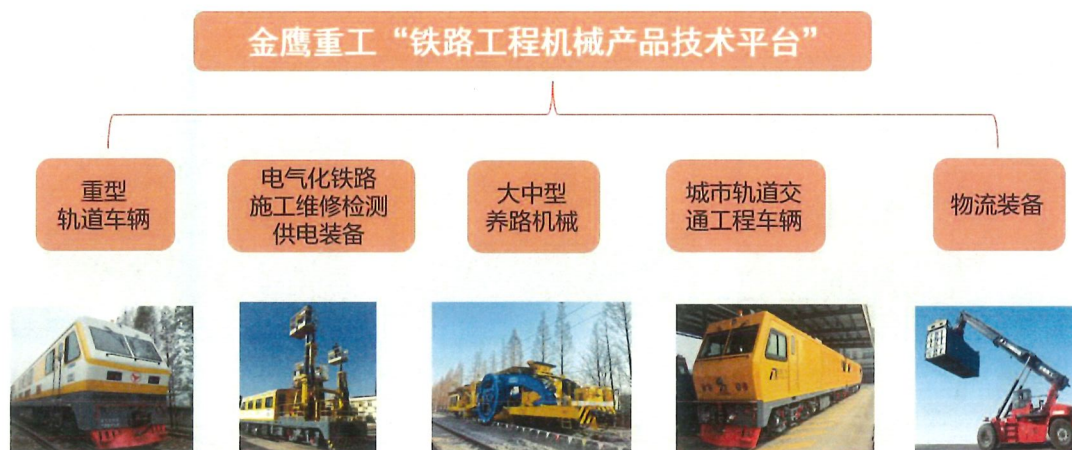 金鹰重工“铁路工程机械产品技术平台”
重型
轨道车辆
电气化铁路
施工维修检测
供电装备
大中型
养路机械
城市轨道交
通工程车辆
物流装备